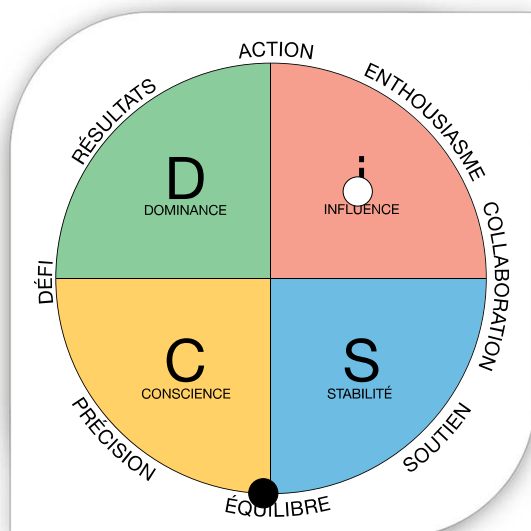 ACTION
ENTHOUSIASME
RÉSULTATS
D
DOMINANCE
i
INFLUENCE
COLLABORATION
DÉFI
C
CONSCIENCE
S
STABILITÉ
PRÉCISION
SOUTIEN
ÉQUILIBRE